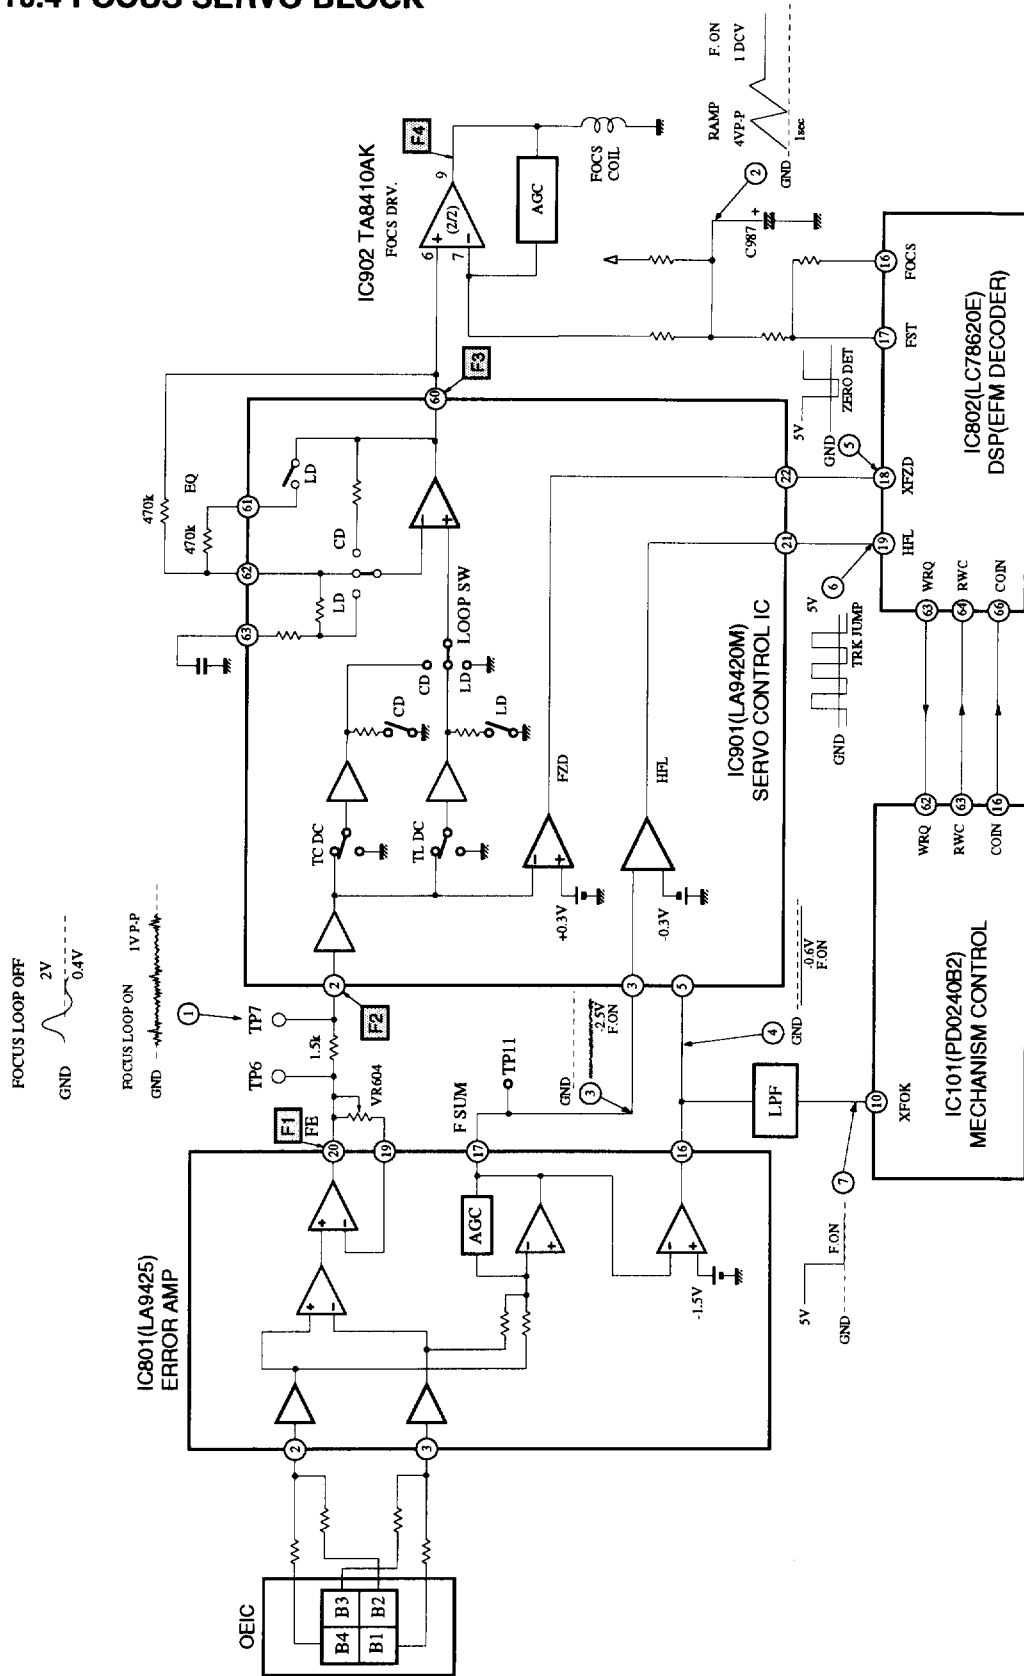 FOCUS SERVO BLOCK
FOCUS LOOP OFF
2V
0.4V
GND
FOCUS LOOP ON
1V P-P
GND
1
TP7
TP6
1.5k
VR604
F1
FE
20
19
F2
2
F SUM
17
TP11
GND
-2.5V
F.ON
3
3
16
5
4
GND
-0.6V
F.ON
LPF
7
5V
F.ON
GND
10
XFOK
IC101(PD0240B2)
MECHANISM CONTROL
62
63
16
WRQ
RWC
COIN
63
64
66
WRQ
RWC
COIN
OEIC
B4
B3
B1
B2
2
3
IC801(LA9425)
ERROR AMP
+
-
+
-
AGC
-
+
-
+
-1.5V
IC901(LA9420M)
SERVO CONTROL IC
TC DC
TL DC
CD
LD
CD
LD
LOOP SW
LD
CD
LD
-
+
63
62
61
60
470k
470k
EQ
F3
FZD
-
+
+0.3V
HFL
-0.3V
21
22
IC902 TA8410AK
FOCS DRV.
6
+
7
-
(2/2)
9
F4
AGC
FOCS
COIL
C987
+
2
RAMP
4VP-P
F. ON
1 DCV
GND
1sec
IC802(LC78620E)
DSP(EFM DECODER)
16
FOCS
17
FST
18
XFZD
19
HFL
5V
GND
ZERO DET
5
6
5V
GND
TRK JUMP